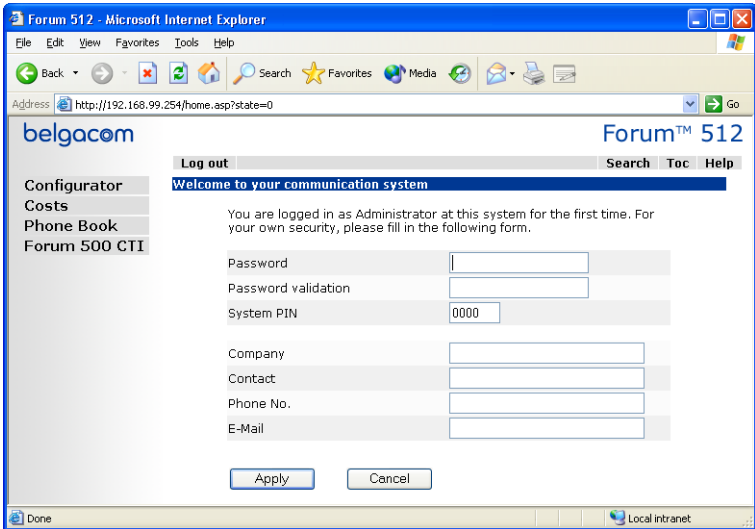 Forum 512 - Microsoft Internet Explorer
File Edit View Favorites Tools Help
Back Search Favorites Media
Address http://192.168.99.254/home.asp?state=0 Go
belgacom Forum™ 512
Log out Search Toc Help
Configurator
Costs
Phone Book
Forum 500 CTI
Welcome to your communication system
You are logged in as Administrator at this system for the first time. For
your own security, please fill in the following form.
Password
Password validation
System PIN 0000
Company
Contact
Phone No.
E-Mail
Apply Cancel
Done Local intranet